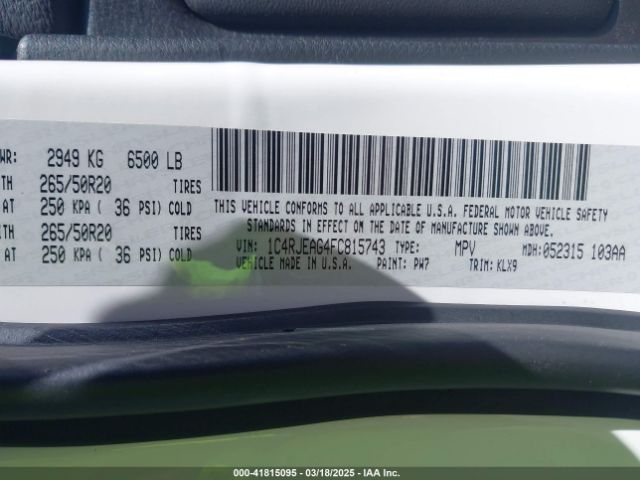 WR: 2949 KG 6500 LB
TH 265/50R20 TIRES
AT 250 KPA ( 36 PSI) COLD
TH 265/50R20 TIRES
AT 250 KPA ( 36 PSI) COLD
THIS VEHICLE CONFORMS TO ALL APPLICABLE U.S.A. FEDERAL MOTOR VEHICLE SAFETY
STANDARDS IN EFFECT ON THE DATE OF MANUFACTURE SHOWN ABOVE.
VIN: 1C4RJEAG4FC815743 TYPE: MPV MDH: 052315 103AA
VEHICLE MADE IN U.S.A. PAINT: PW7 TRIM: KLX9
000-41815095 - 03/18/2025 - IAAI.COM